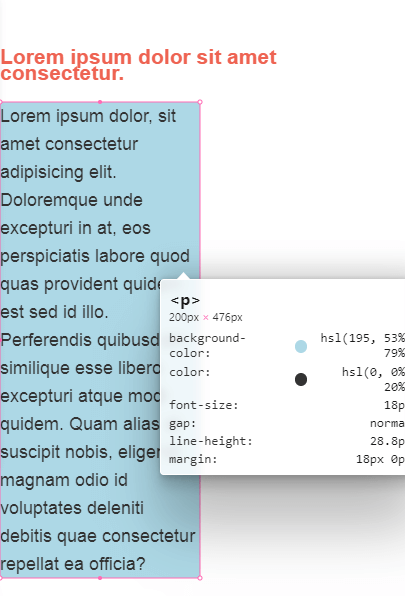 Lorem ipsum dolor sit amet
consectetur.
Lorem ipsum dolor, sit
amet consectetur
adipisicing elit.
Doloremque unde
excepturi in at, eos
perspiciatis labore quod
quas provident quide
est sed id illo.
Perferendis quibusd
similique esse libero
excepturi atque mod
quidem. Quam alias
suscipit nobis, eliger
magnam odio id
voluptates deleniti
debitis quae consectetur
repellat ea officia?
<p>
200px × 476px
background-color: hsl(195, 53% 79%
color: hsl(0, 0% 20%
font-size: 18p
gap: norma
line-height: 28.8p
margin: 18px 0p